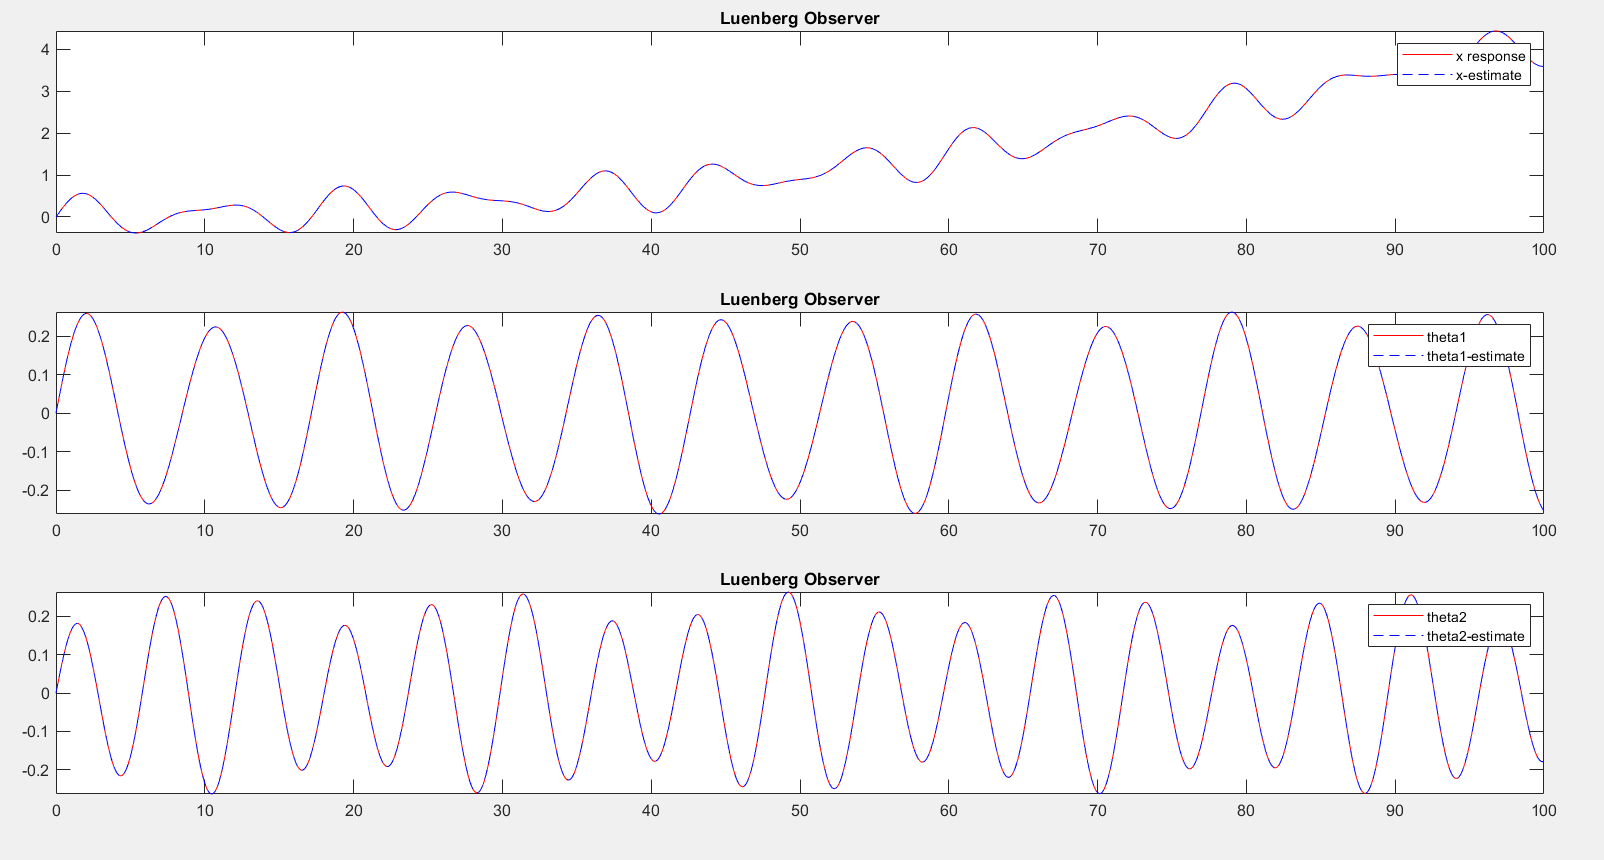 Luenberg Observer
4
3
2
1
0
x response
x-estimate
0 10 20 30 40 50 60 70 80 90 100
Luenberg Observer
0.2
0.1
0
-0.1
-0.2
theta1
theta1-estimate
0 10 20 30 40 50 60 70 80 90 100
Luenberg Observer
0.2
0.1
0
-0.1
-0.2
theta2
theta2-estimate
0 10 20 30 40 50 60 70 80 90 100